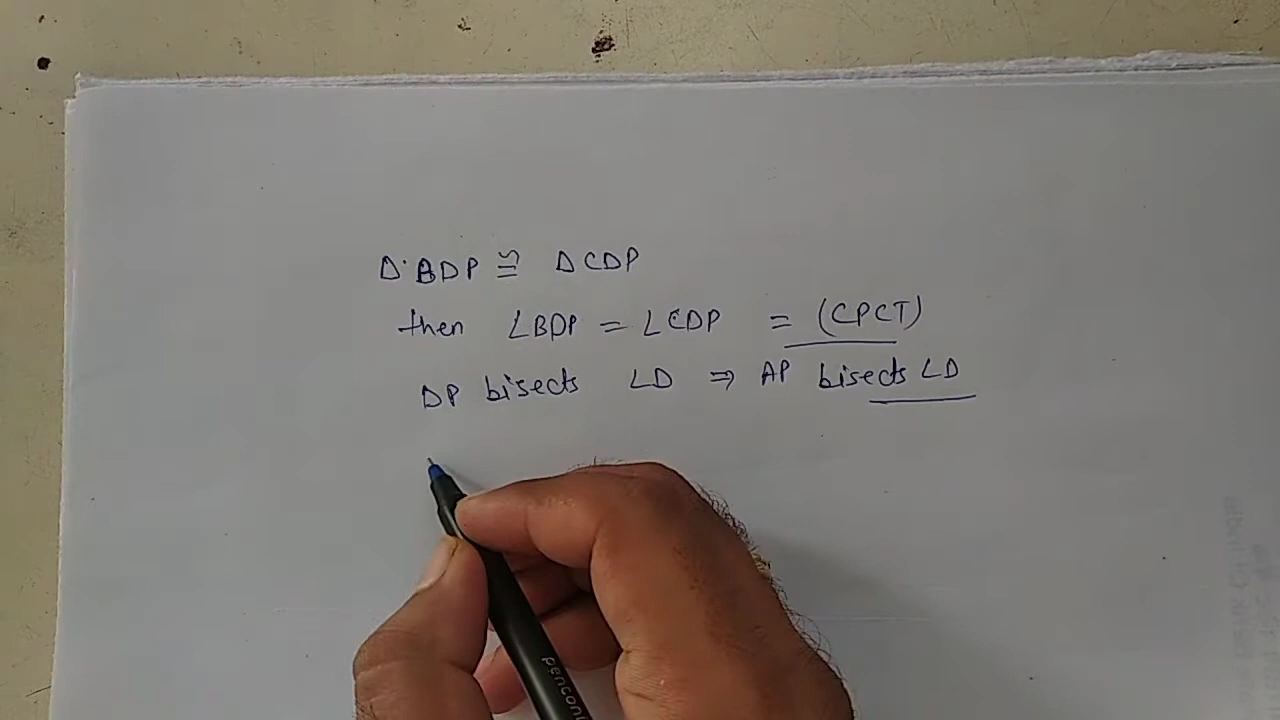 Δ BDP ≅ Δ CDP
then ∠BDP = ∠CDP = (CPCT)
DP bisects ∠D ⇒ AP bisects ∠D